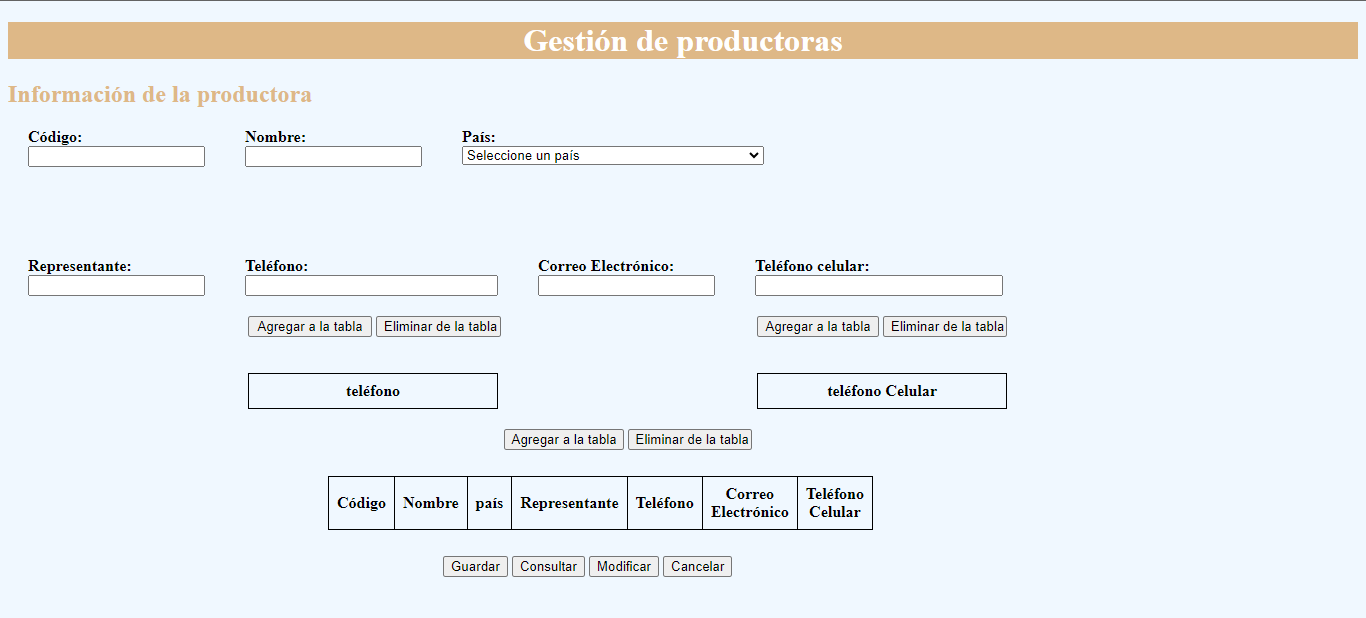 Gestión de productoras
Información de la productora
Código: Nombre: País:
Seleccione un país
Representante: Teléfono: Correo Electrónico: Teléfono celular:
Agregar a la tabla Eliminar de la tabla Agregar a la tabla Eliminar de la tabla
teléfono teléfono Celular
Agregar a la tabla Eliminar de la tabla
Código Nombre país Representante Teléfono Correo Electrónico Teléfono Celular
Guardar Consultar Modificar Cancelar